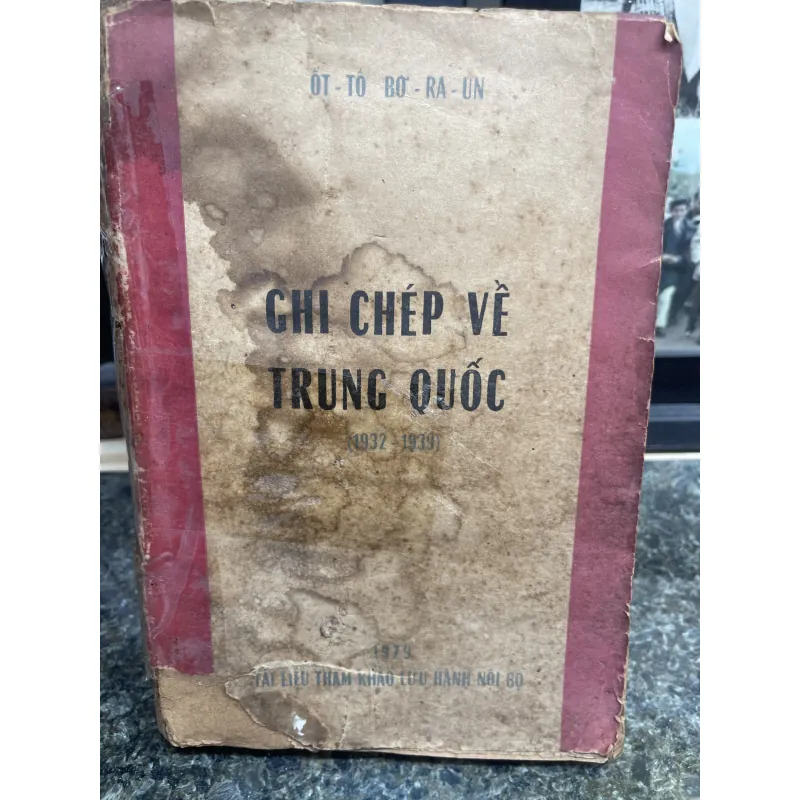 ỐT - TÔ BƠ - RA - UN
GHI CHÉP VỀ
TRUNG QUỐC
(1932 - 1939)
1979
TÀI LIỆU THAM KHẢO LƯU HÀNH NỘI BỘ